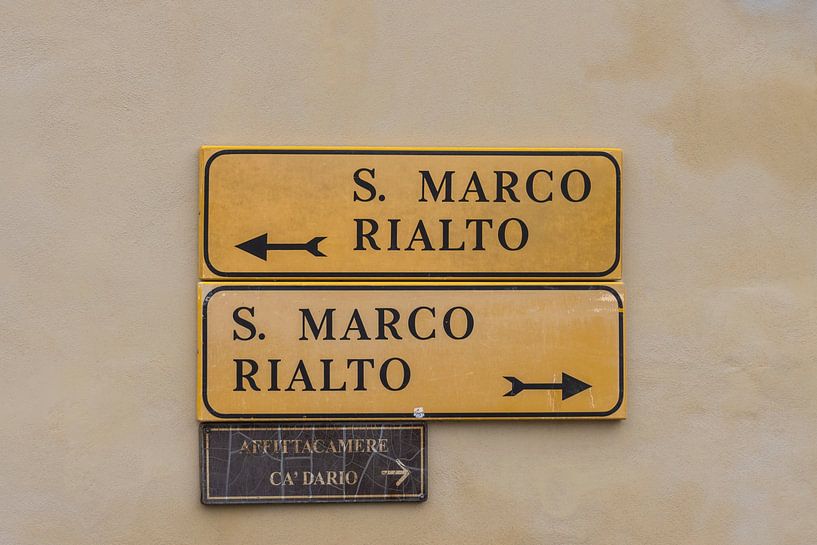 S. MARCO
RIALTO
S. MARCO
RIALTO
AFFITTACAMERE
CA' DARIO